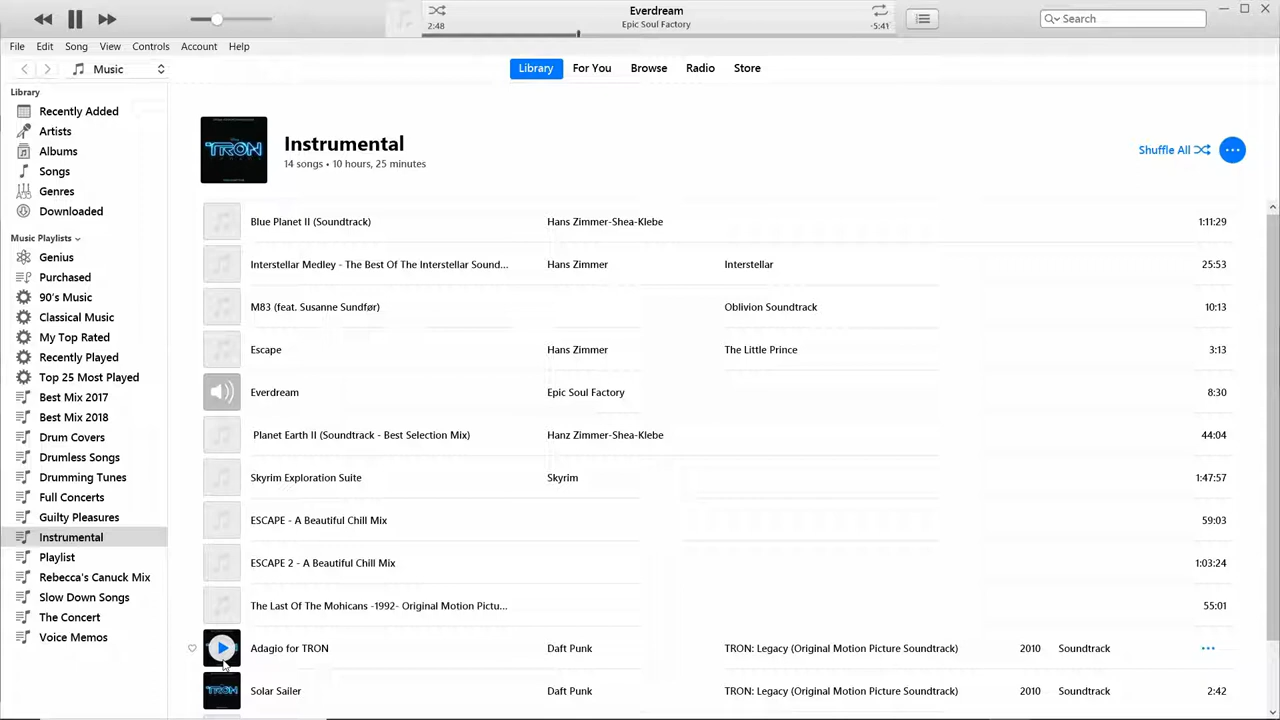 Everdream
2:48
Epic Soul Factory
-5:41
Search
File Edit Song View Controls Account Help
Music
Library For You Browse Radio Store
Library
Recently Added
Artists
Albums
Songs
Genres
Downloaded
Music Playlists
Genius
Purchased
90's Music
Classical Music
My Top Rated
Recently Played
Top 25 Most Played
Best Mix 2017
Best Mix 2018
Drum Covers
Drumless Songs
Drumming Tunes
Full Concerts
Guilty Pleasures
Instrumental
Playlist
Rebecca's Canuck Mix
Slow Down Songs
The Concert
Voice Memos
TRON
Instrumental
14 songs • 10 hours, 25 minutes
Shuffle All
Blue Planet II (Soundtrack) Hans Zimmer-Shea-Klebe 1:11:29
Interstellar Medley - The Best Of The Interstellar Sound... Hans Zimmer Interstellar 25:53
M83 (feat. Susanne Sundfør) Oblivion Soundtrack 10:13
Escape Hans Zimmer The Little Prince 3:13
Everdream Epic Soul Factory 8:30
Planet Earth II (Soundtrack - Best Selection Mix) Hanz Zimmer-Shea-Klebe 44:04
Skyrim Exploration Suite Skyrim 1:47:57
ESCAPE - A Beautiful Chill Mix 59:03
ESCAPE 2 - A Beautiful Chill Mix 1:03:24
The Last Of The Mohicans -1992- Original Motion Pictu... 55:01
Adagio for TRON Daft Punk TRON: Legacy (Original Motion Picture Soundtrack) 2010 Soundtrack
TRON Solar Sailer Daft Punk TRON: Legacy (Original Motion Picture Soundtrack) 2010 Soundtrack 2:42